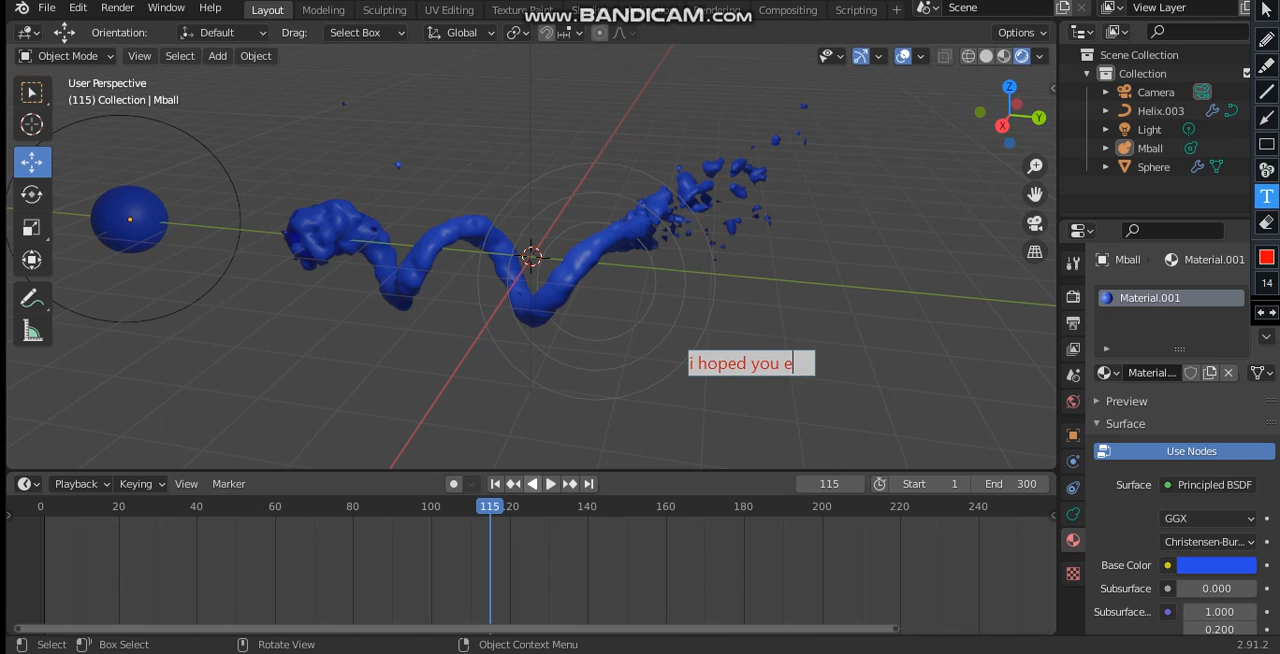 File Edit Render Window Help Layout Modeling Sculpting UV Editing Texture Paint Compositing Scripting + Scene View Layer
www.BANDICAM.com
Orientation: Default Drag: Select Box Global Options
Object Mode View Select Add Object
User Perspective
(115) Collection | Mball
Z
Y
X
i hoped you e
Scene Collection
Collection
Camera
Helix.003
Light
Mball
Sphere
T
14
Mball Material.001
Material.001
Material....
Preview
Surface
Use Nodes
Surface Principled BSDF
GGX
Christensen-Bur...
Base Color
Subsurface 0.000
Subsurface... 1.000
0.200
Playback Keying View Marker 115 Start 1 End 300
0 20 40 60 80 100 115 120 140 160 180 200 220 240
Select Box Select Rotate View Object Context Menu 2.91.2